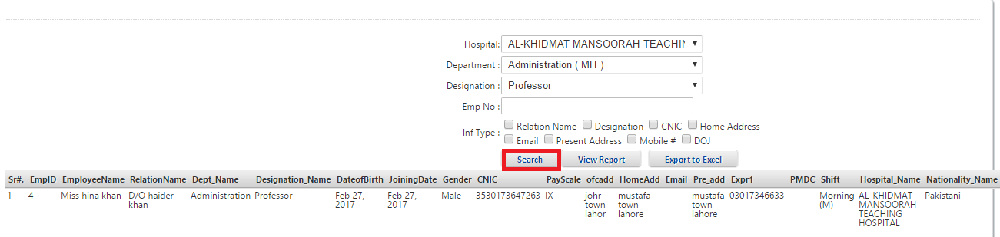 Hospital: AL-KHIDMAT MANSOORAH TEACHIN
Department : Administration ( MH )
Designation : Professor
Emp No :
Inf Type : Relation Name Designation CNIC Home Address
Email Present Address Mobile # DOJ
Search View Report Export to Excel
Sr#. EmpID EmployeeName RelationName Dept_Name Designation_Name DateofBirth JoiningDate Gender CNIC PayScale ofcadd HomeAdd Email Pre_add Expr1 PMDC Shift Hospital_Name Nationality_Name
1 4 Miss hina khan D/O haider Administration Professor Feb 27, Feb 27, Male 3530173647263 IX johr mustafa mustafa 03017346633 Morning AL-KHIDMAT Pakistani
khan 2017 2017 town town town (M) MANSOORAH
lahor lahore lahore TEACHING
HOSPITAL